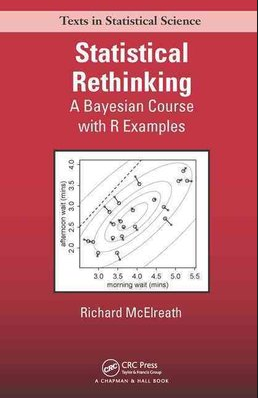 Texts in Statistical Science
Statistical
Rethinking
A Bayesian Course
with R Examples
afternoon wait (mins)
4.0
3.5
3.0
2.5
2.0
3.0 3.5 4.0 4.5 5.0 5.5
morning wait (mins)
Richard McElreath
CRC
CRC Press
Taylor & Francis Group
A CHAPMAN & HALL BOOK